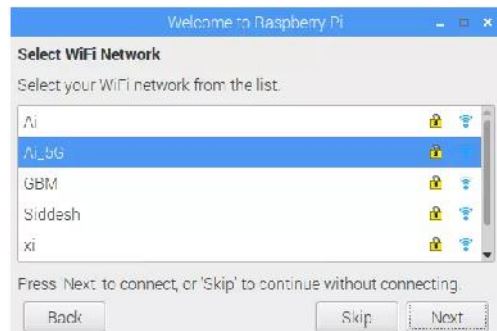 Welcome to Raspberry Pi
Select WiFi Network
Select your WiFi network from the list.
Ai
Ai_5G
GBM
Siddesh
xi
Press 'Next' to connect, or 'Skip' to continue without connecting.
Back Skip Next